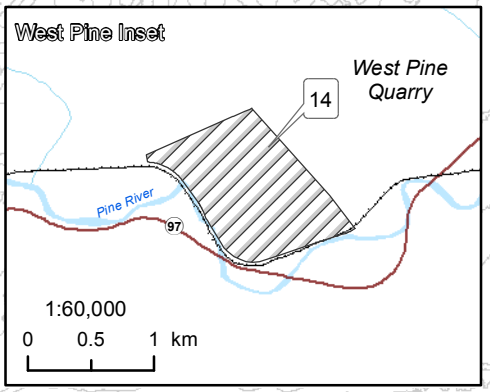 West Pine Inset
West Pine
Quarry
14
Pine River
97
1:60,000
0 0.5 1 km